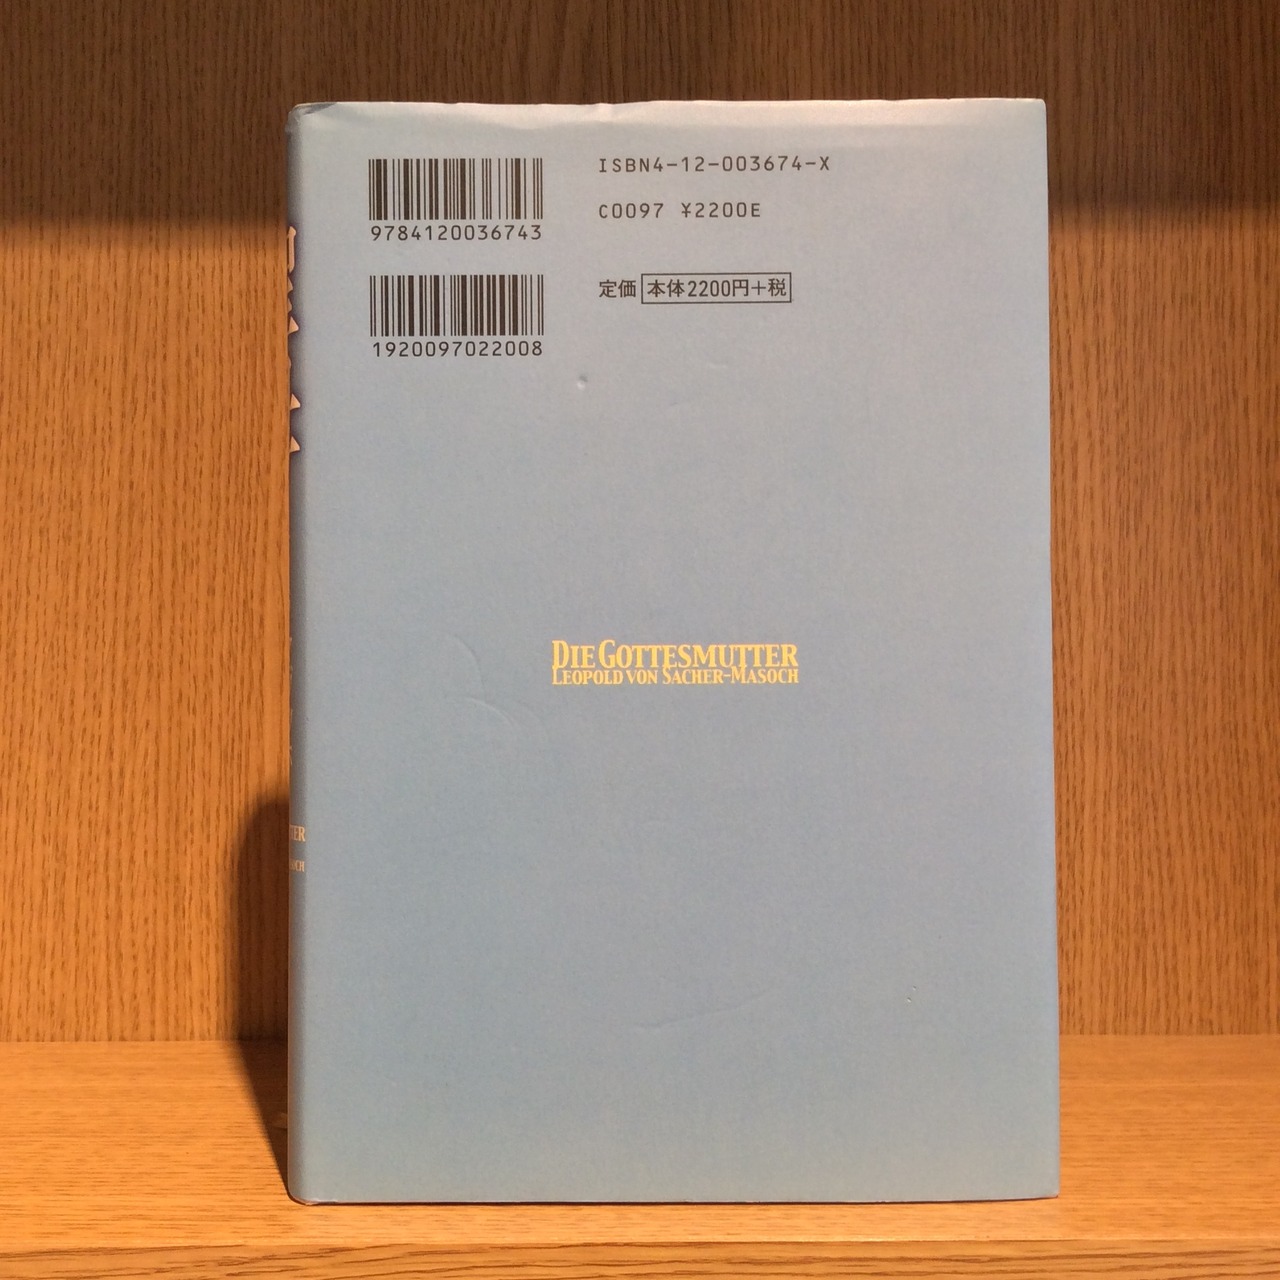 ISBN4-12-003674-X
9784120036743
C0097 ¥2200E
定価 本体2200円+税
1920097022008
DIE GOTTESMUTTER
LEOPOLD VON SACHER-MASOCH